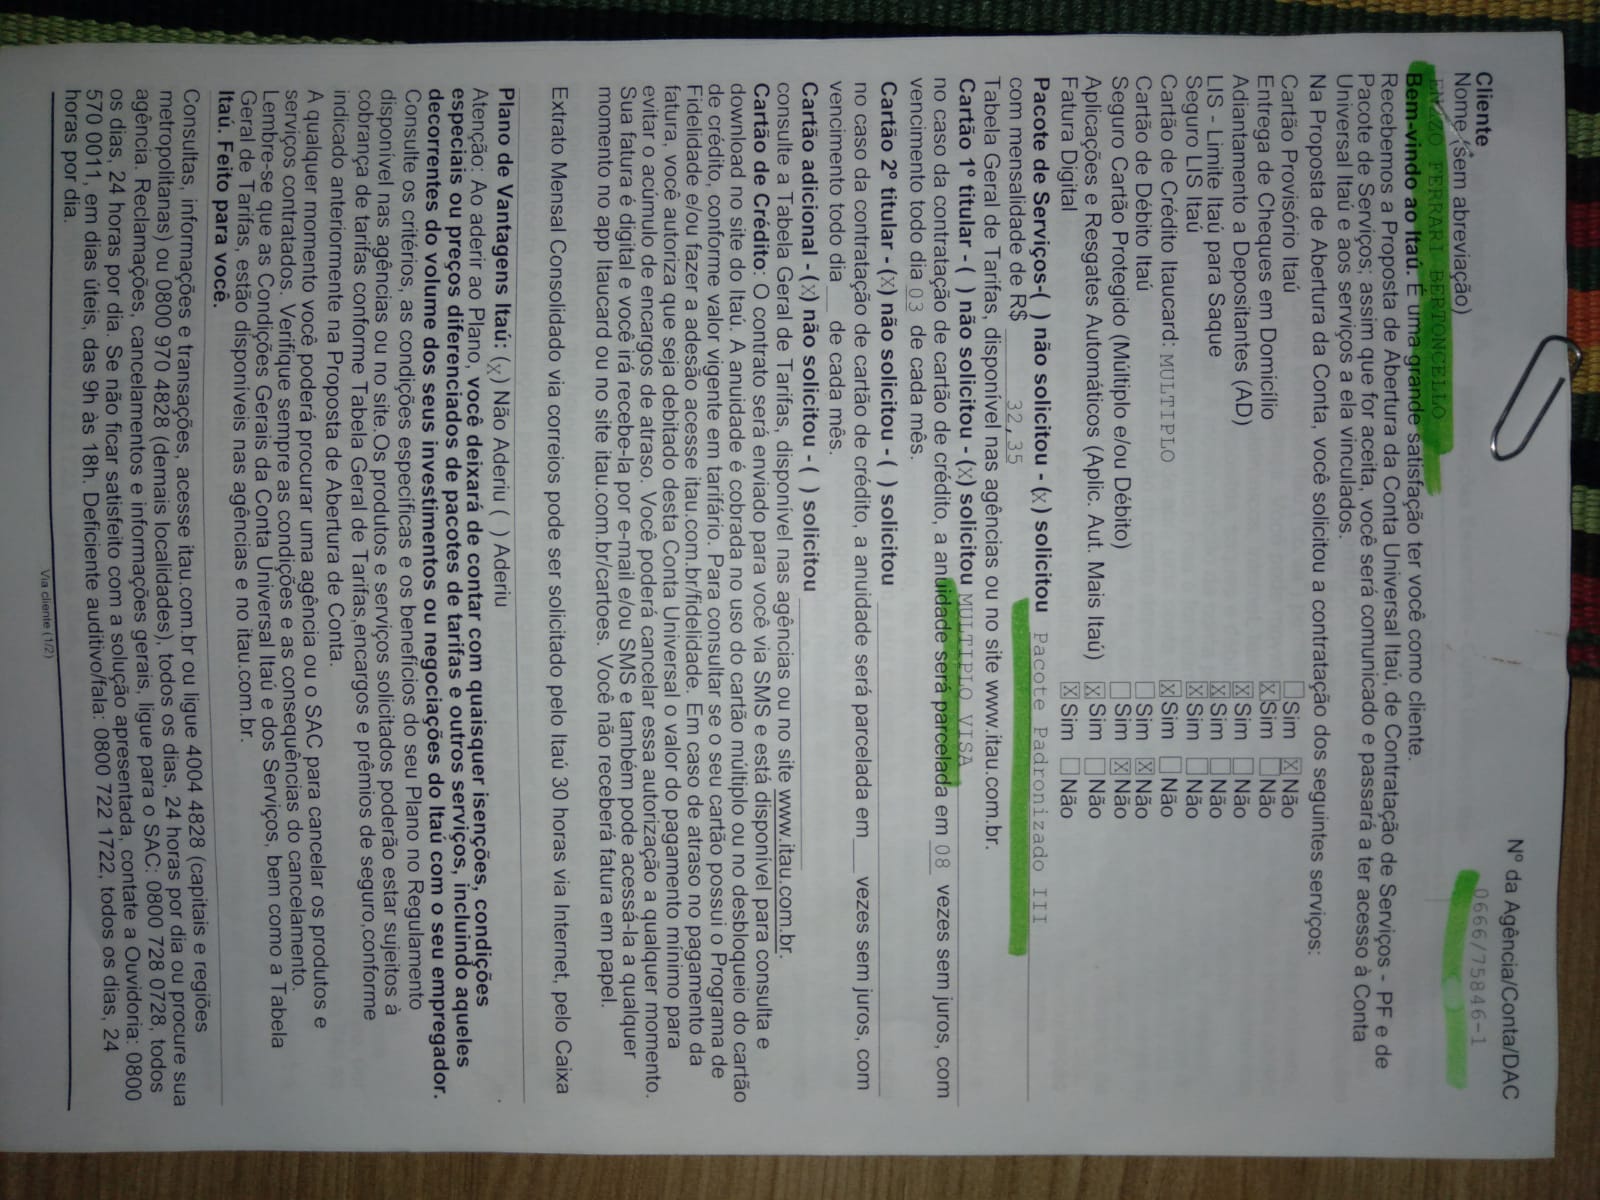 Cliente
Nº da Agência/Conta/DAC
Nome (sem abreviação)
0666/75846-1
ENZZO FERRARI BERTONCELLO
Bem-vindo ao Itaú. É uma grande satisfação ter você como cliente.
Recebemos a Proposta de Abertura da Conta Universal Itaú, de Contratação de Serviços - PF e de
Pacote de Serviços; assim que for aceita, você será comunicado e passará a ter acesso à Conta
Universal Itaú e aos serviços a ela vinculados.
Na Proposta de Abertura da Conta, você solicitou a contratação dos seguintes serviços:
Cartão Provisório Itaú ☐ Sim ☒ Não
Entrega de Cheques em Domicílio ☒ Sim ☐ Não
Adiantamento a Depositantes (AD) ☒ Sim ☐ Não
LIS - Limite Itaú para Saque ☒ Sim ☐ Não
Seguro LIS Itaú ☒ Sim ☐ Não
Cartão de Crédito Itaucard: MULTIPLO ☒ Sim ☐ Não
Cartão de Débito Itaú ☐ Sim ☒ Não
Seguro Cartão Protegido (Múltiplo e/ou Débito) ☐ Sim ☒ Não
Aplicações e Resgates Automáticos (Aplic. Aut. Mais Itaú) ☒ Sim ☐ Não
Fatura Digital ☒ Sim ☐ Não
Pacote de Serviços-( ) não solicitou - (X) solicitou Pacote Padronizado III
com mensalidade de R$ 32,35
Tabela Geral de Tarifas, disponível nas agências ou no site www.itau.com.br.
Cartão 1º titular - ( ) não solicitou - (X) solicitou MULTIPLO VISA
no caso da contratação de cartão de crédito, a anuidade será parcelada em 08 vezes sem juros, com
vencimento todo dia 03 de cada mês.
Cartão 2º titular - (X) não solicitou - ( ) solicitou
no caso da contratação de cartão de crédito, a anuidade será parcelada em___ vezes sem juros, com
vencimento todo dia ___ de cada mês.
Cartão adicional - (X) não solicitou - ( ) solicitou
consulte a Tabela Geral de Tarifas, disponível nas agências ou no site www.itau.com.br.
Cartão de Crédito: O contrato será enviado para você via SMS e está disponível para consulta e
download no site do Itaú. A anuidade é cobrada no uso do cartão múltiplo ou no desbloqueio do cartão
de crédito, conforme valor vigente em tarifário. Para consultar se o seu cartão possui o Programa de
Fidelidade e/ou fazer a adesão acesse itau.com.br/fidelidade. Em caso de atraso no pagamento da
fatura, você autoriza que seja debitado desta Conta Universal o valor do pagamento mínimo para
evitar o acúmulo de encargos de atraso. Você poderá cancelar essa autorização a qualquer momento.
Sua fatura é digital e você irá recebe-la por e-mail e/ou SMS e também pode acessá-la a qualquer
momento no app Itaucard ou no site itau.com.br/cartoes. Você não receberá fatura em papel.
Extrato Mensal Consolidado via correios pode ser solicitado pelo Itaú 30 horas via Internet, pelo Caixa
Plano de Vantagens Itaú: (X) Não Aderiu ( ) Aderiu
Atenção: Ao aderir ao Plano, você deixará de contar com quaisquer isenções, condições
especiais ou preços diferenciados de pacotes de tarifas e outros serviços, incluindo aqueles
decorrentes do volume dos seus investimentos ou negociações do Itaú com o seu empregador.
Consulte os critérios, as condições específicas e os benefícios do seu Plano no Regulamento
disponível nas agências ou no site.Os produtos e serviços solicitados poderão estar sujeitos à
cobrança de tarifas conforme Tabela Geral de Tarifas,encargos e prêmios de seguro,conforme
indicado anteriormente na Proposta de Abertura de Conta.
A qualquer momento você poderá procurar uma agência ou o SAC para cancelar os produtos e
serviços contratados. Verifique sempre as condições e as consequências do cancelamento.
Lembre-se que as Condições Gerais da Conta Universal Itaú e dos Serviços, bem como a Tabela
Geral de Tarifas, estão disponíveis nas agências e no itau.com.br.
Itaú. Feito para você.
Consultas, informações e transações, acesse itau.com.br ou ligue 4004 4828 (capitais e regiões
metropolitanas) ou 0800 970 4828 (demais localidades), todos os dias, 24 horas por dia ou procure sua
agência. Reclamações, cancelamentos e informações gerais, ligue para o SAC: 0800 728 0728, todos
os dias, 24 horas por dia. Se não ficar satisfeito com a solução apresentada, contate a Ouvidoria: 0800
570 0011, em dias úteis, das 9h às 18h. Deficiente auditivo/fala: 0800 722 1722, todos os dias, 24
horas por dia.
Via cliente (1/2)